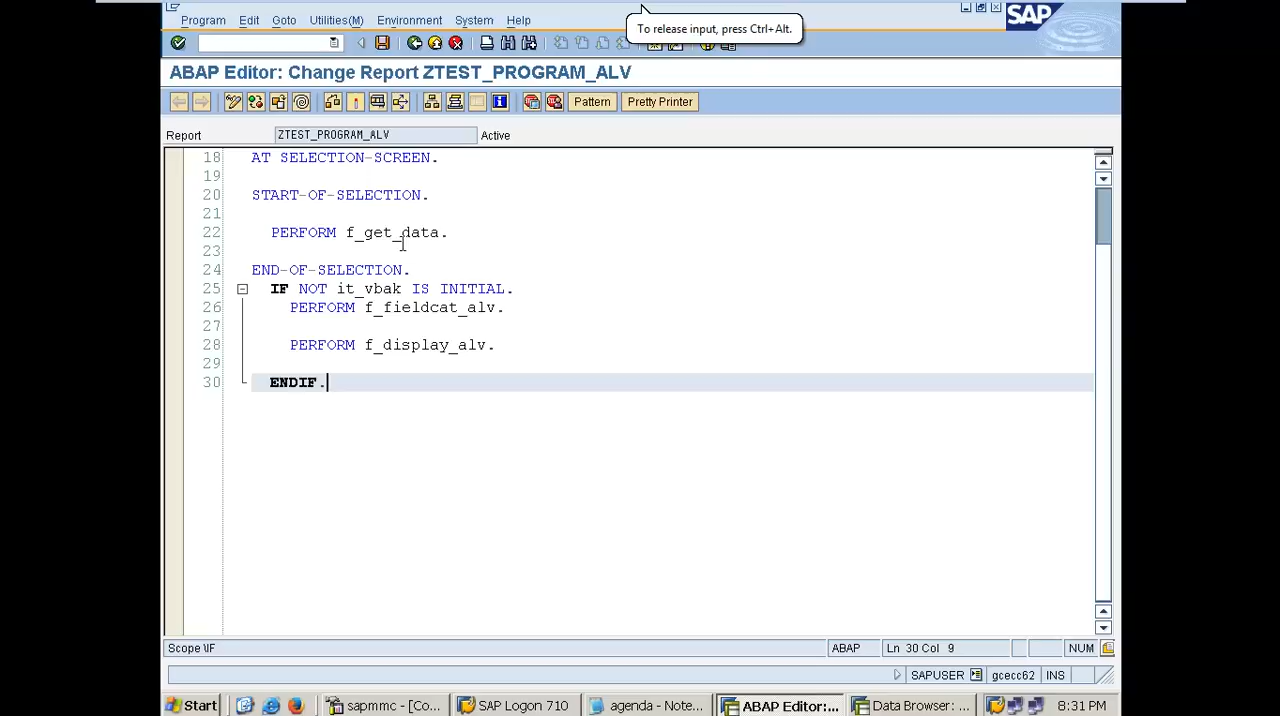 Program Edit Goto Utilities(M) Environment System Help
SAP
To release input, press Ctrl+Alt.
ABAP Editor: Change Report ZTEST_PROGRAM_ALV
Pattern Pretty Printer
Report ZTEST_PROGRAM_ALV Active
18 AT SELECTION-SCREEN.
19
20 START-OF-SELECTION.
21
22 PERFORM f_get_data.
23
24 END-OF-SELECTION.
25 IF NOT it_vbak IS INITIAL.
26 PERFORM f_fieldcat_alv.
27
28 PERFORM f_display_alv.
29
30 ENDIF.
Scope \IF ABAP Ln 30 Col 9 NUM
SAPUSER gcecc62 INS
Start sapmmc - [Co... SAP Logon 710 agenda - Note... ABAP Editor:... Data Browser: ... 8:31 PM